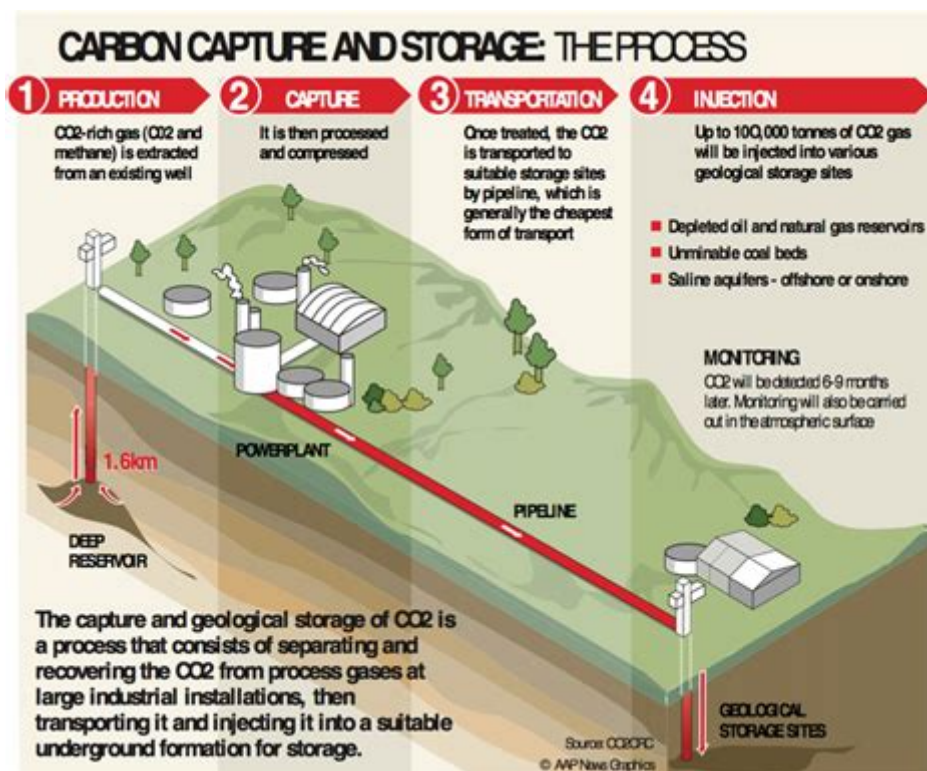 CARBON CAPTURE AND STORAGE: THE PROCESS
1 PRODUCTION
CO2-rich gas (CO2 and
methane) is extracted
from an existing well
2 CAPTURE
It is then processed
and compressed
3 TRANSPORTATION
Once treated, the CO2
is transported to
suitable storage sites
by pipeline, which is
generally the cheapest
form of transport
4 INJECTION
Up to 100,000 tonnes of CO2 gas
will be injected into various
geological storage sites
Depleted oil and natural gas reservoirs
Unminable coal beds
Saline aquifers - offshore or onshore
MONITORING
CO2 will be detected 6-9 months
later. Monitoring will also be carried
out in the atmospheric surface
POWERPLANT
1.6km
PIPELINE
DEEP
RESERVOIR
The capture and geological storage of CO2 is
a process that consists of separating and
recovering the CO2 from process gases at
large industrial installations, then
transporting it and injecting it into a suitable
underground formation for storage.
GEOLOGICAL
STORAGE SITES
Source: CO2CRC
© AAP News Graphics